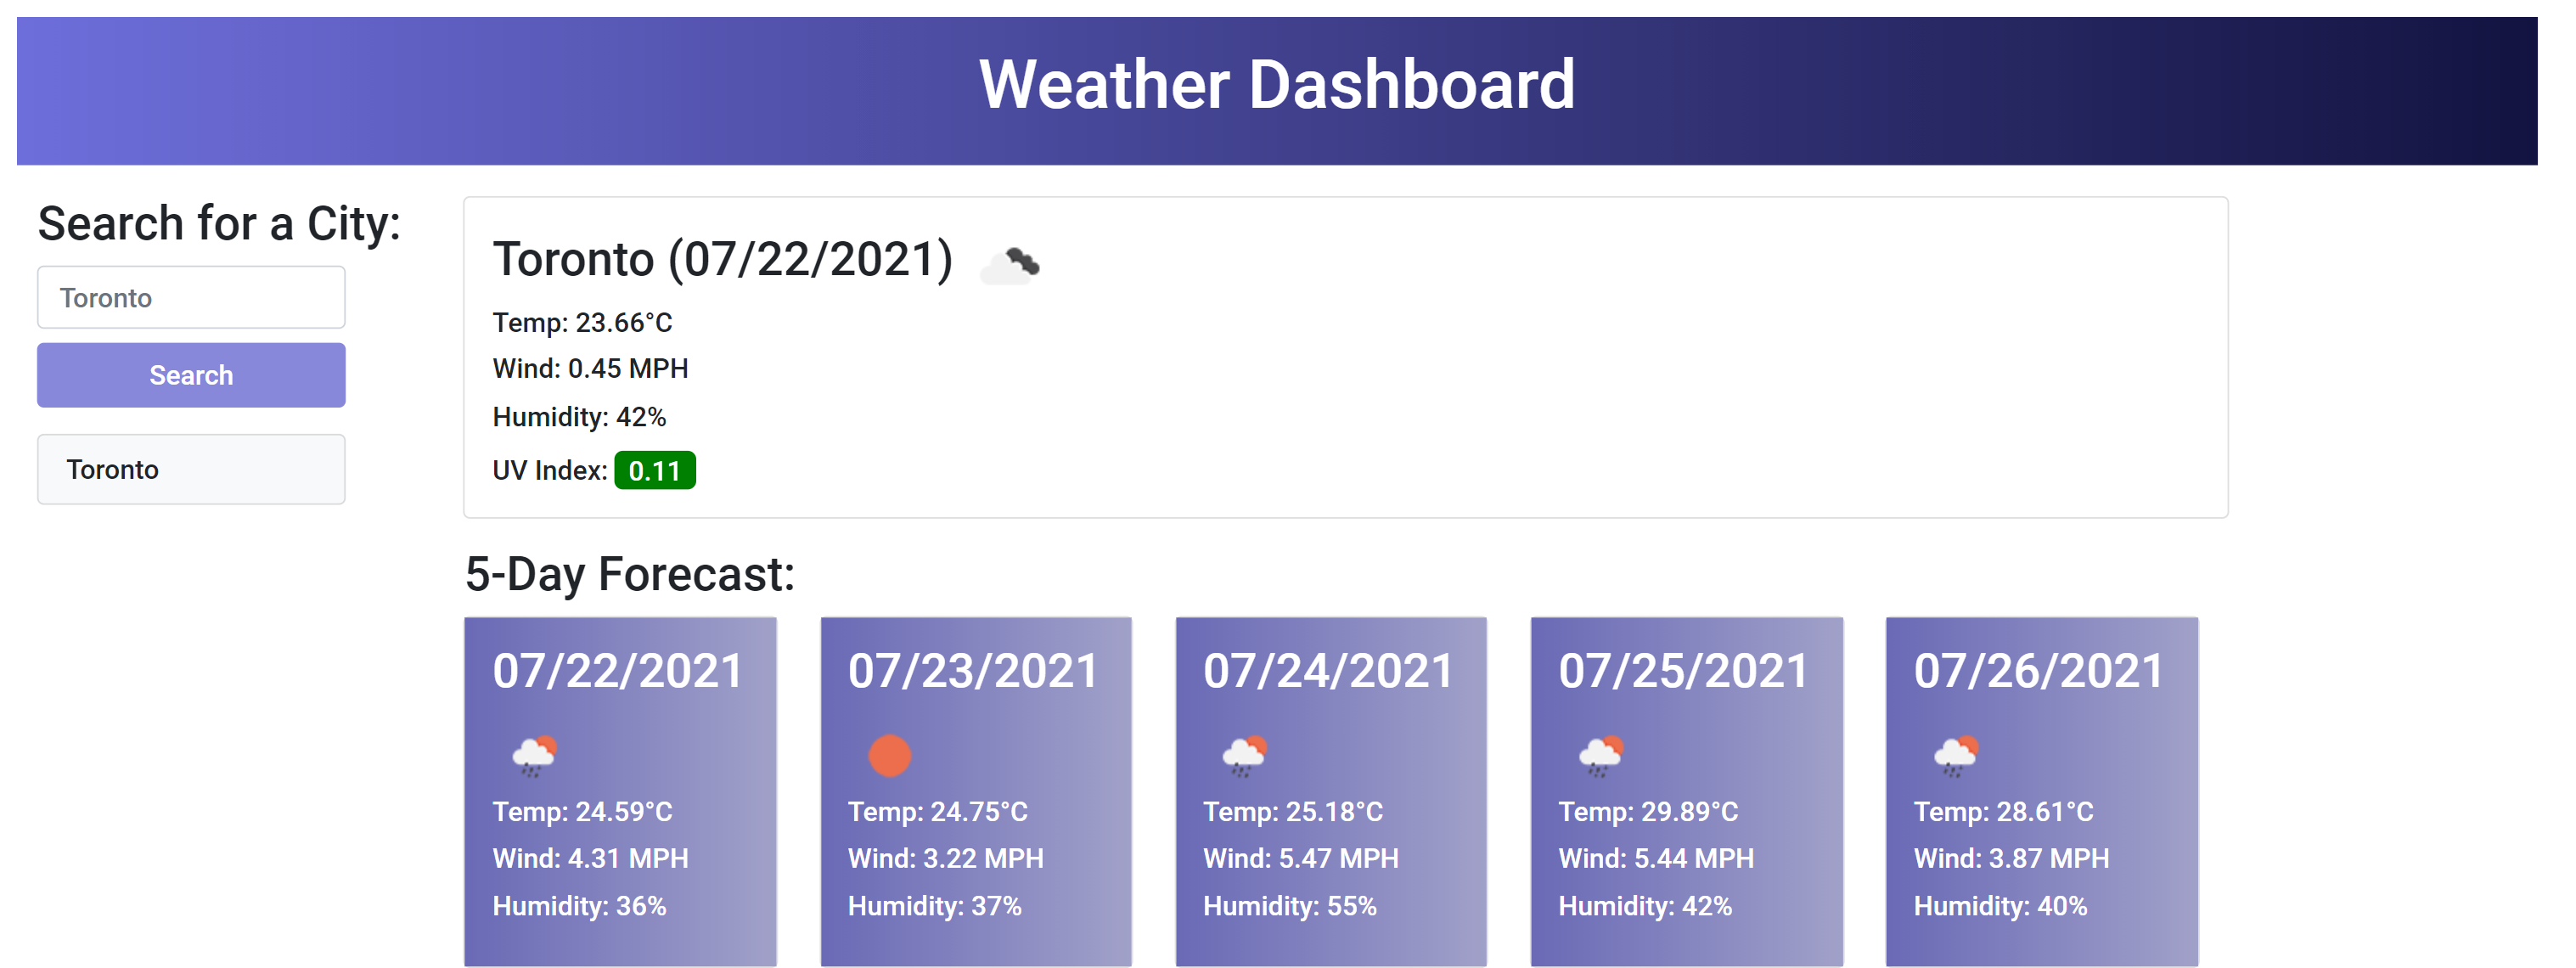 Weather Dashboard
Search for a City:
Toronto
Search
Toronto
Toronto (07/22/2021)
Temp: 23.66°C
Wind: 0.45 MPH
Humidity: 42%
UV Index: 0.11
5-Day Forecast:
07/22/2021
Temp: 24.59°C
Wind: 4.31 MPH
Humidity: 36%
07/23/2021
Temp: 24.75°C
Wind: 3.22 MPH
Humidity: 37%
07/24/2021
Temp: 25.18°C
Wind: 5.47 MPH
Humidity: 55%
07/25/2021
Temp: 29.89°C
Wind: 5.44 MPH
Humidity: 42%
07/26/2021
Temp: 28.61°C
Wind: 3.87 MPH
Humidity: 40%